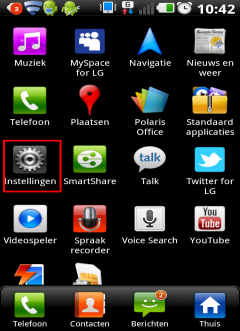 3
G
10:42
Muziek
MySpace for LG
Navigatie
Nieuws en weer
Telefoon
Plaatsen
Polaris Office
Standaard applicaties
Instellingen
SmartShare
talk
Talk
Twitter for LG
Videospeler
Spraak recorder
Voice Search
You
Tube
YouTube
2
Telefoon
Contacten
Berichten
Thuis